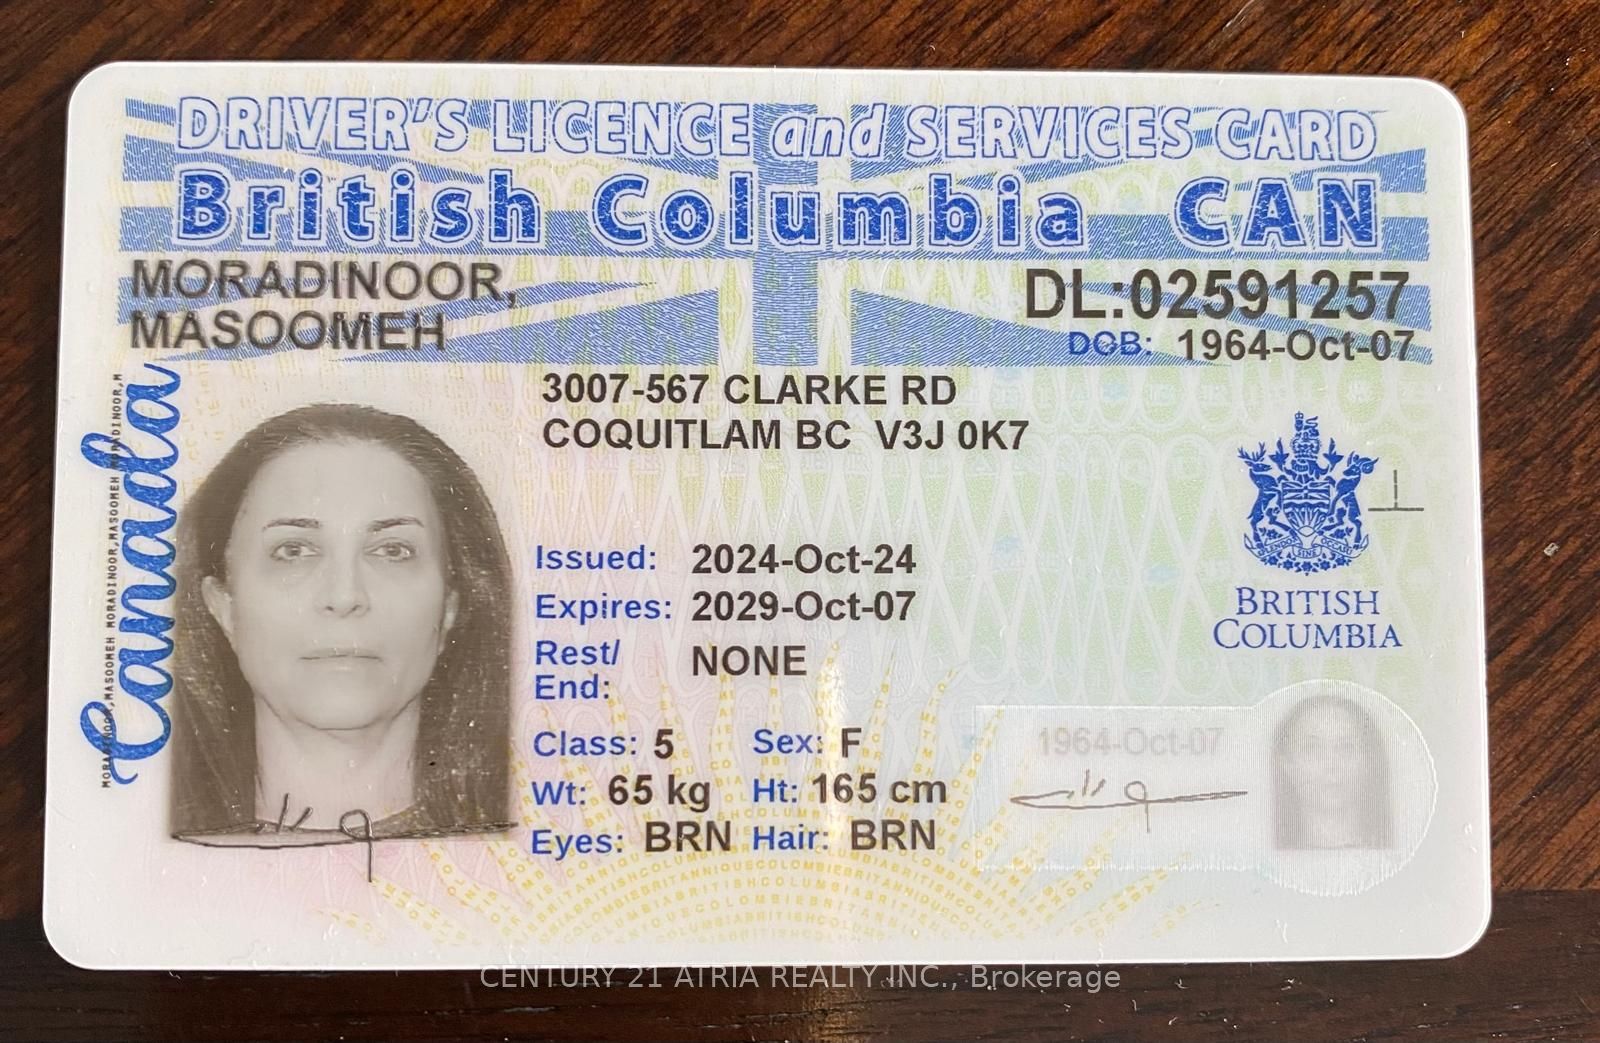 DRIVER'S LICENCE and SERVICES CARD
British Columbia CAN
MORADINOOR,
MASOOMEH
DL:02591257
DOB: 1964-Oct-07
3007-567 CLARKE RD
COQUITLAM BC V3J 0K7
Canada
Issued: 2024-Oct-24
Expires: 2029-Oct-07
Rest/
End: NONE
Class: 5 Sex: F
Wt: 65 kg Ht: 165 cm
Eyes: BRN Hair: BRN
BRITISH
COLUMBIA
1964-Oct-07
CENTURY 21 ATRIA REALTY INC., Brokerage